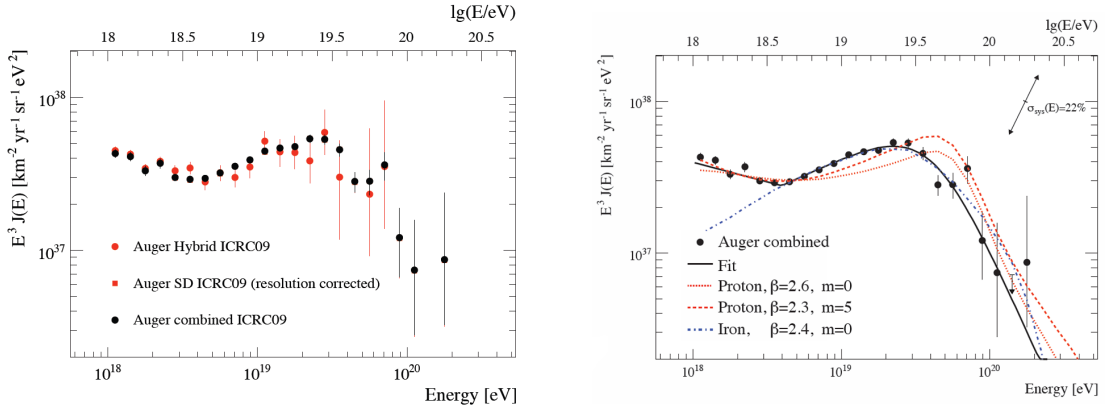 lg(E/eV)
18 18.5 19 19.5 20 20.5
10^38
10^37
E^3 J(E) [km^-2 yr^-1 sr^-1 eV^2]
Auger Hybrid ICRC09
Auger SD ICRC09 (resolution corrected)
Auger combined ICRC09
10^18 10^19 10^20
Energy [eV]
lg(E/eV)
18 18.5 19 19.5 20 20.5
10^38
10^37
E^3 J(E) [km^-2 yr^-1 sr^-1 eV^2]
σsys(E)=22%
Auger combined
Fit
Proton, β=2.6, m=0
Proton, β=2.3, m=5
Iron, β=2.4, m=0
10^18 10^19 10^20
Energy [eV]